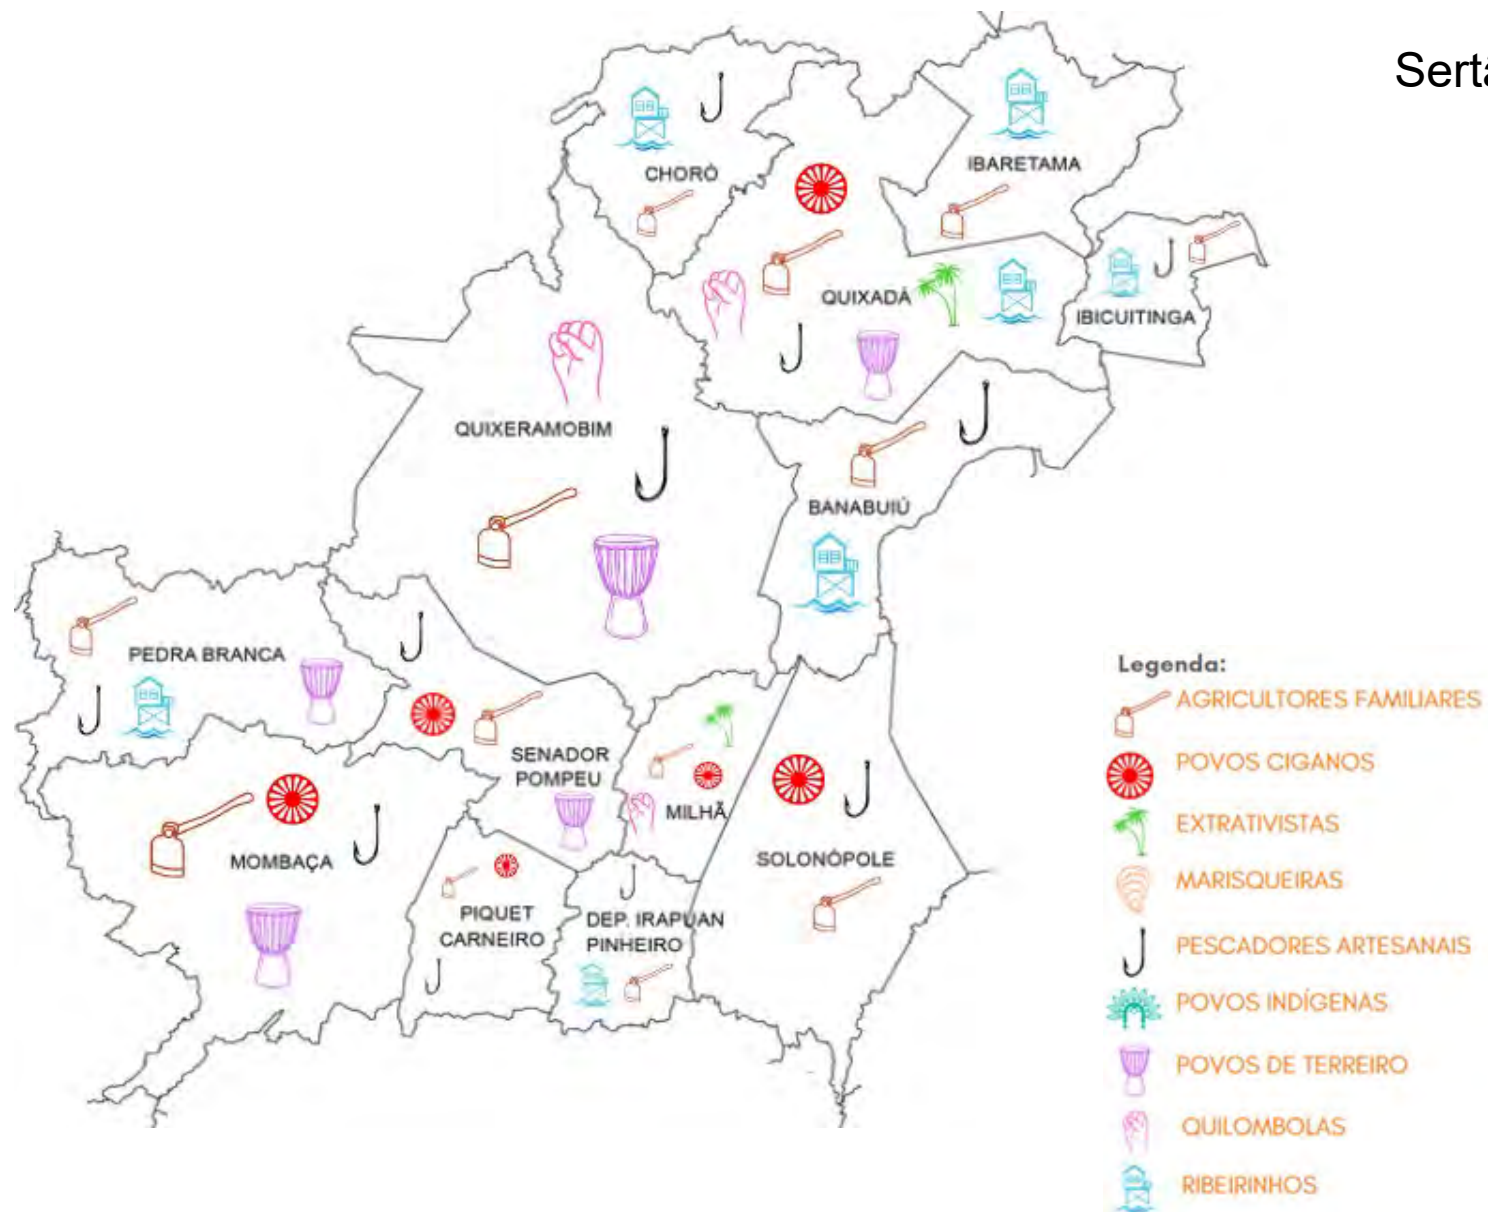 Sertã
CHORÓ
IBARETAMA
QUIXADÁ
IBICUITINGA
QUIXERAMOBIM
BANABUIÚ
PEDRA BRANCA
SENADOR
POMPEU
MILHÃ
MOMBAÇA
SOLONÓPOLE
PIQUET
CARNEIRO
DEP. IRAPUAN
PINHEIRO
Legenda:
AGRICULTORES FAMILIARES
POVOS CIGANOS
EXTRATIVISTAS
MARISQUEIRAS
PESCADORES ARTESANAIS
POVOS INDÍGENAS
POVOS DE TERREIRO
QUILOMBOLAS
RIBEIRINHOS